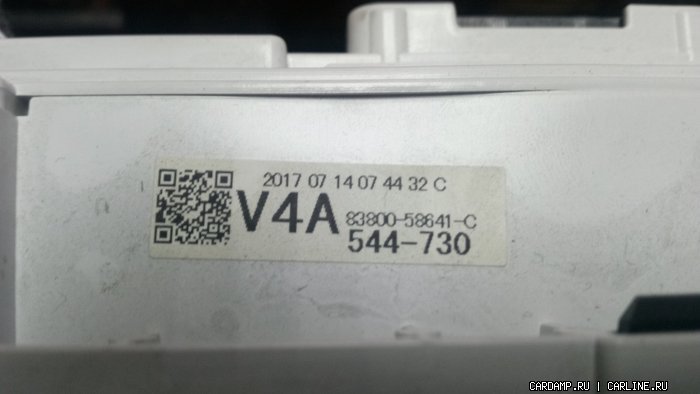 2017 07 14 07 44 32 C
V4A 83800-58641-C
544-730
CARDAMP.RU | CARLINE.RU